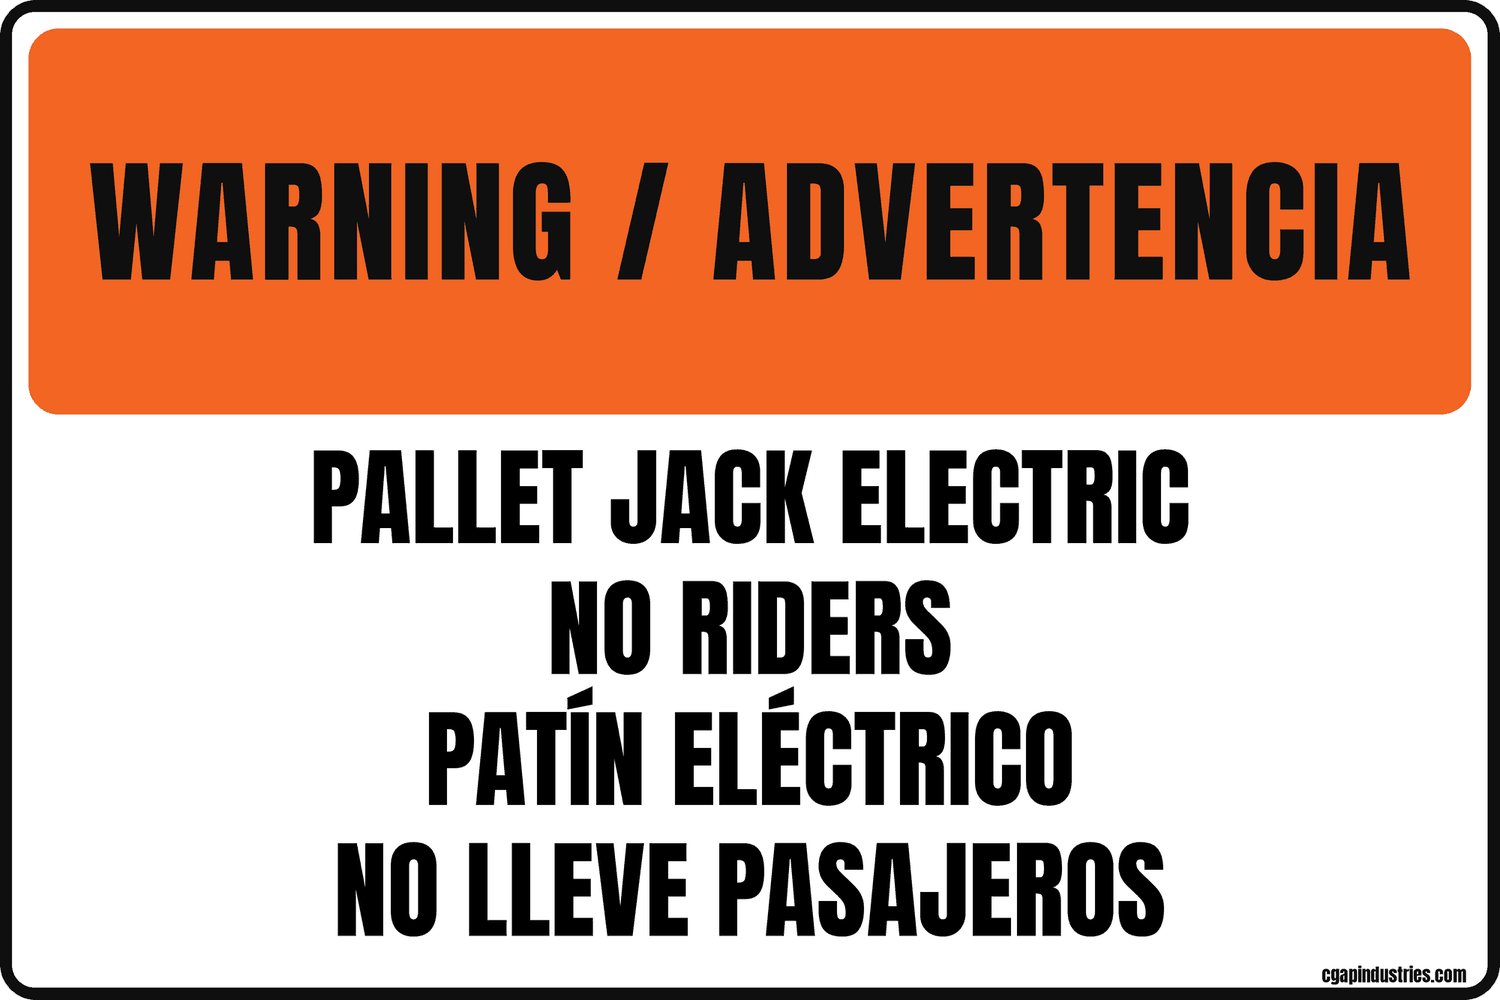 WARNING / ADVERTENCIA
PALLET JACK ELECTRIC
NO RIDERS
PATÍN ELÉCTRICO
NO LLEVE PASAJEROS
cgapindustries.com